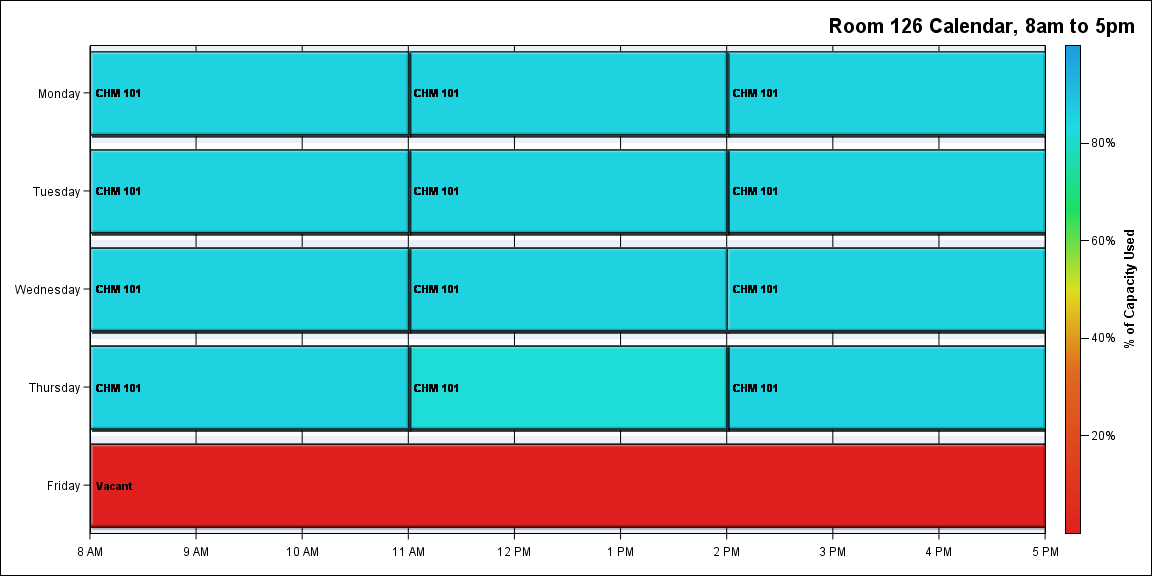 Room 126 Calendar, 8am to 5pm
Monday
CHM 101
CHM 101
CHM 101
Tuesday
CHM 101
CHM 101
CHM 101
Wednesday
CHM 101
CHM 101
CHM 101
Thursday
CHM 101
CHM 101
CHM 101
Friday
Vacant
8 AM
9 AM
10 AM
11 AM
12 PM
1 PM
2 PM
3 PM
4 PM
5 PM
80%
60%
40%
20%
% of Capacity Used